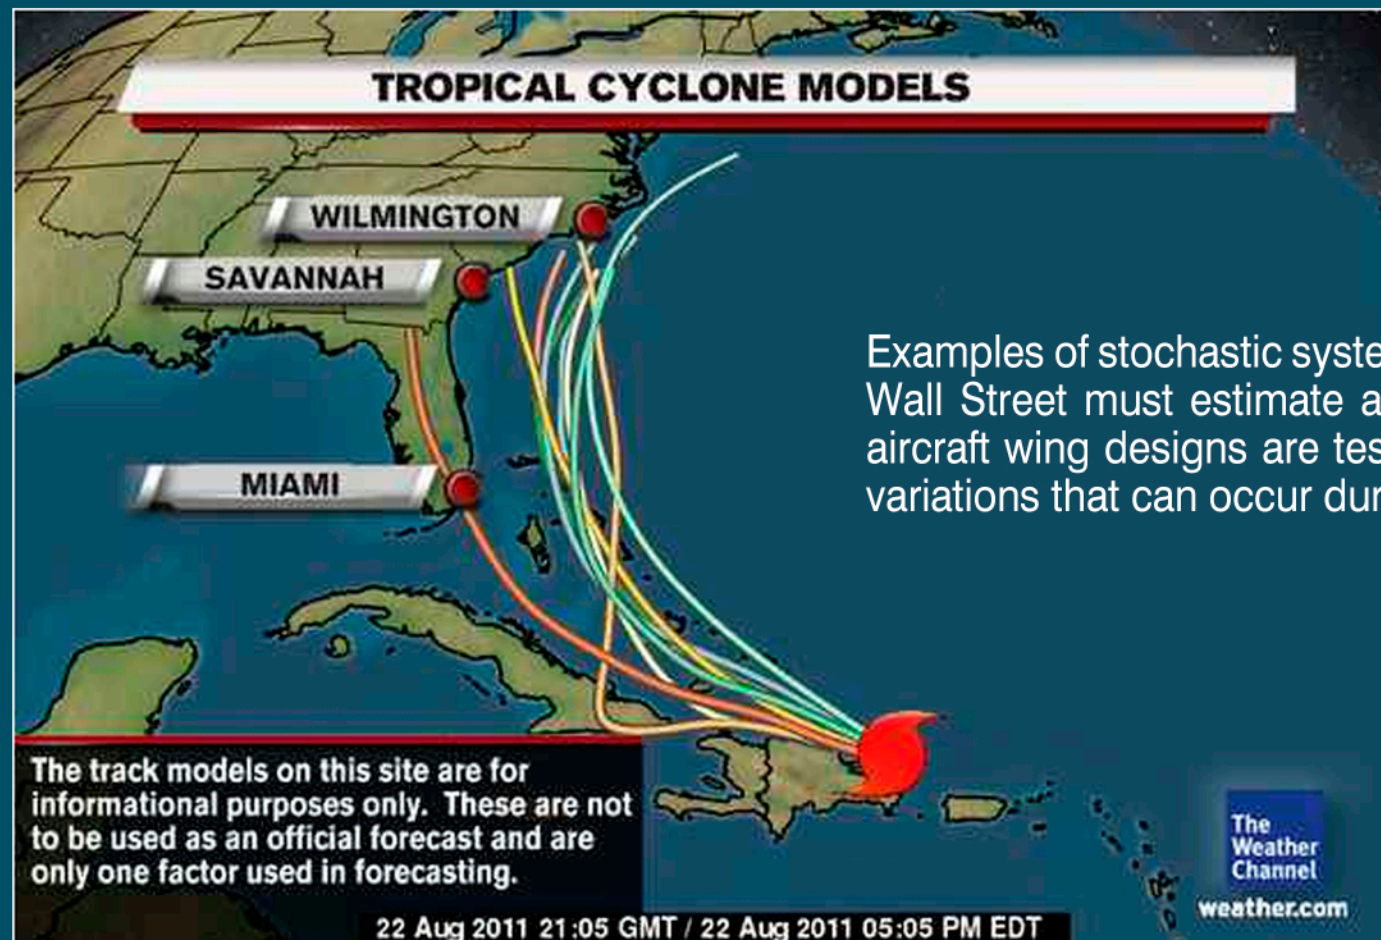 TROPICAL CYCLONE MODELS
WILMINGTON
SAVANNAH
MIAMI
Examples of stochastic syste
Wall Street must estimate a
aircraft wing designs are tes
variations that can occur dur
The track models on this site are for
informational purposes only. These are not
to be used as an official forecast and are
only one factor used in forecasting.
The
Weather
Channel
weather.com
22 Aug 2011 21:05 GMT / 22 Aug 2011 05:05 PM EDT